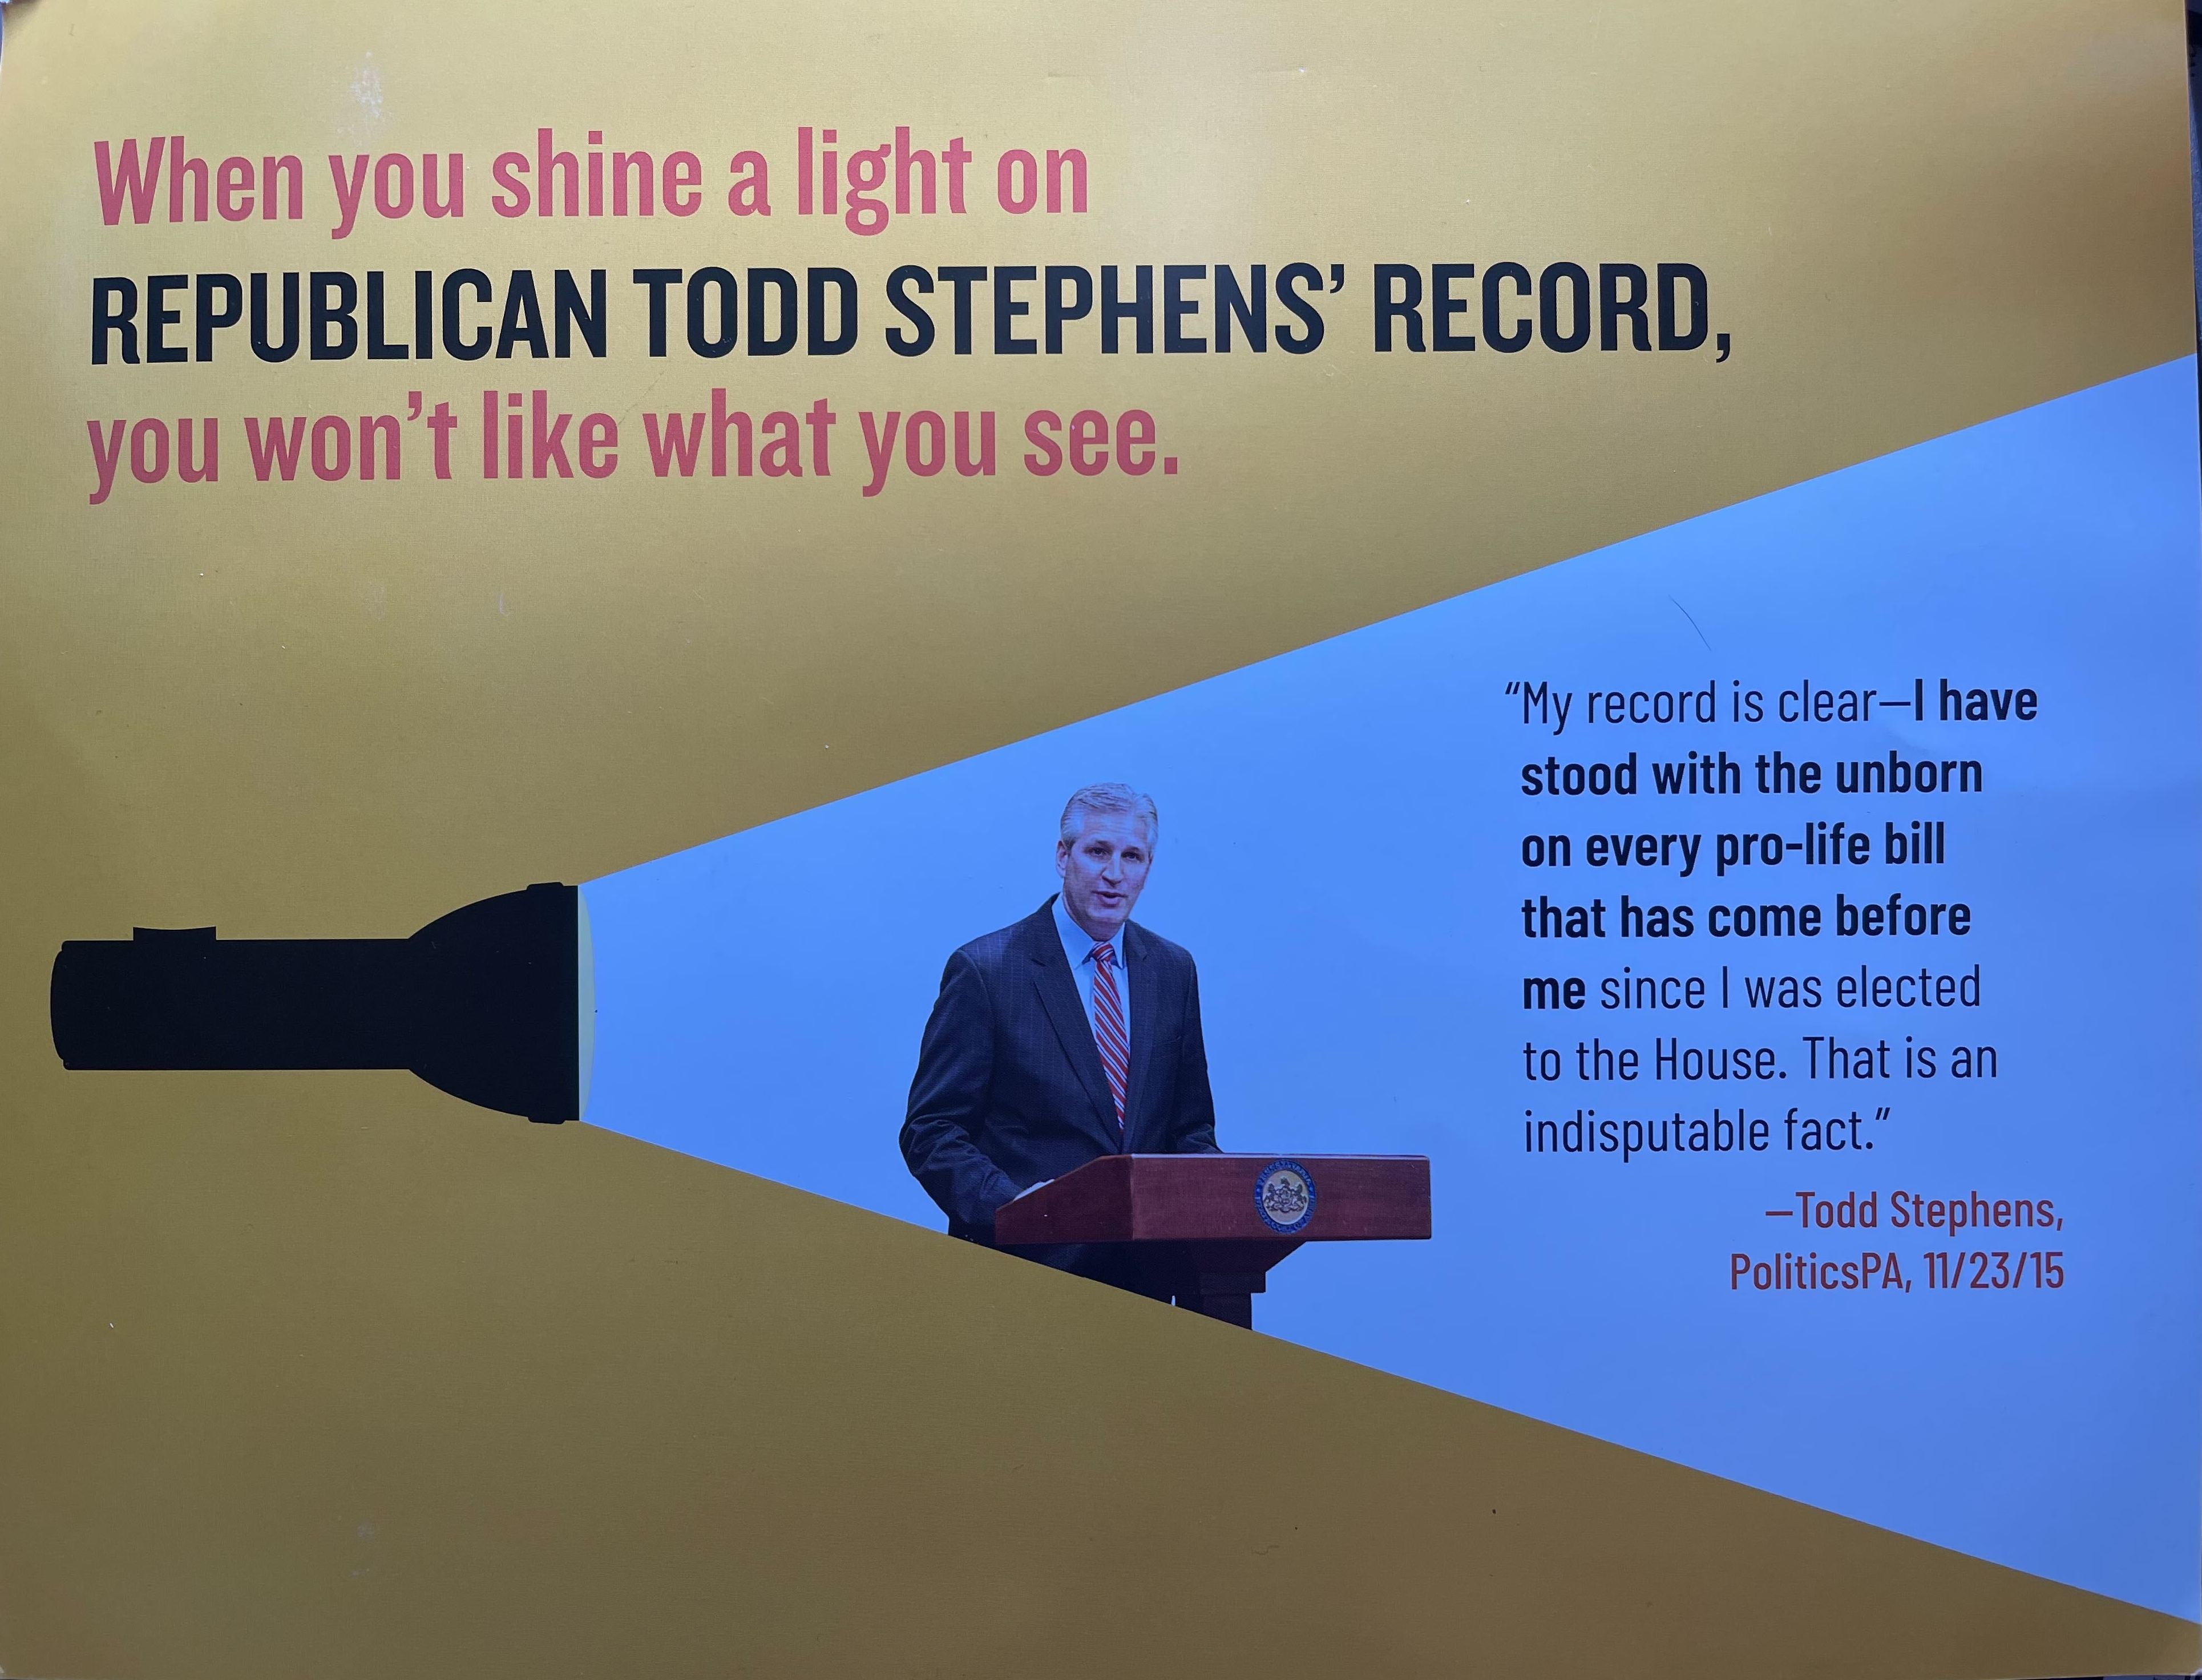 When you shine a light on
REPUBLICAN TODD STEPHENS’ RECORD,
you won’t like what you see.
“My record is clear—I have
stood with the unborn
on every pro-life bill
that has come before
me since I was elected
to the House. That is an
indisputable fact.”
—Todd Stephens,
PoliticsPA, 11/23/15